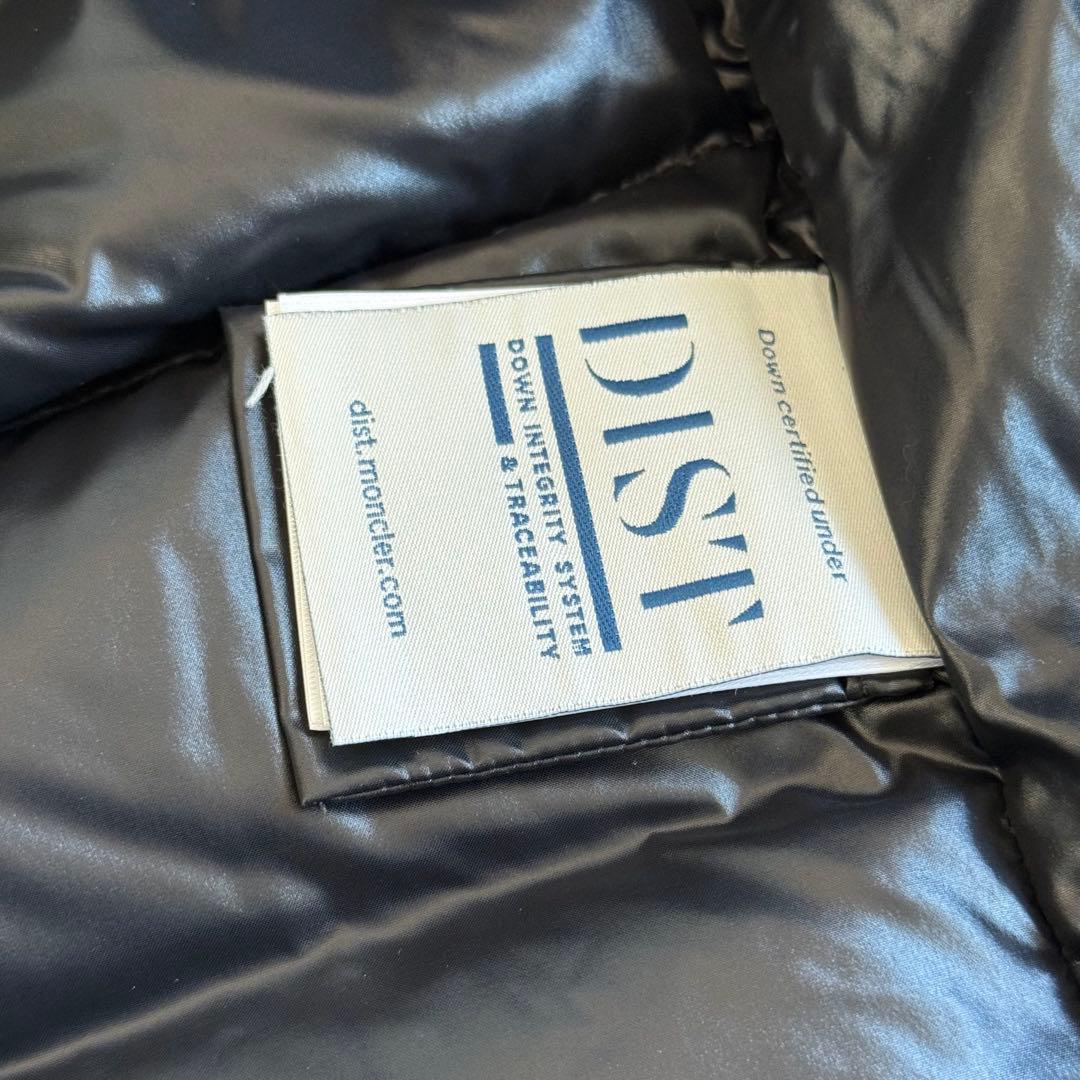 Down certified under
DIST
DOWN INTEGRITY SYSTEM
& TRACEABILITY
dist.moncler.com